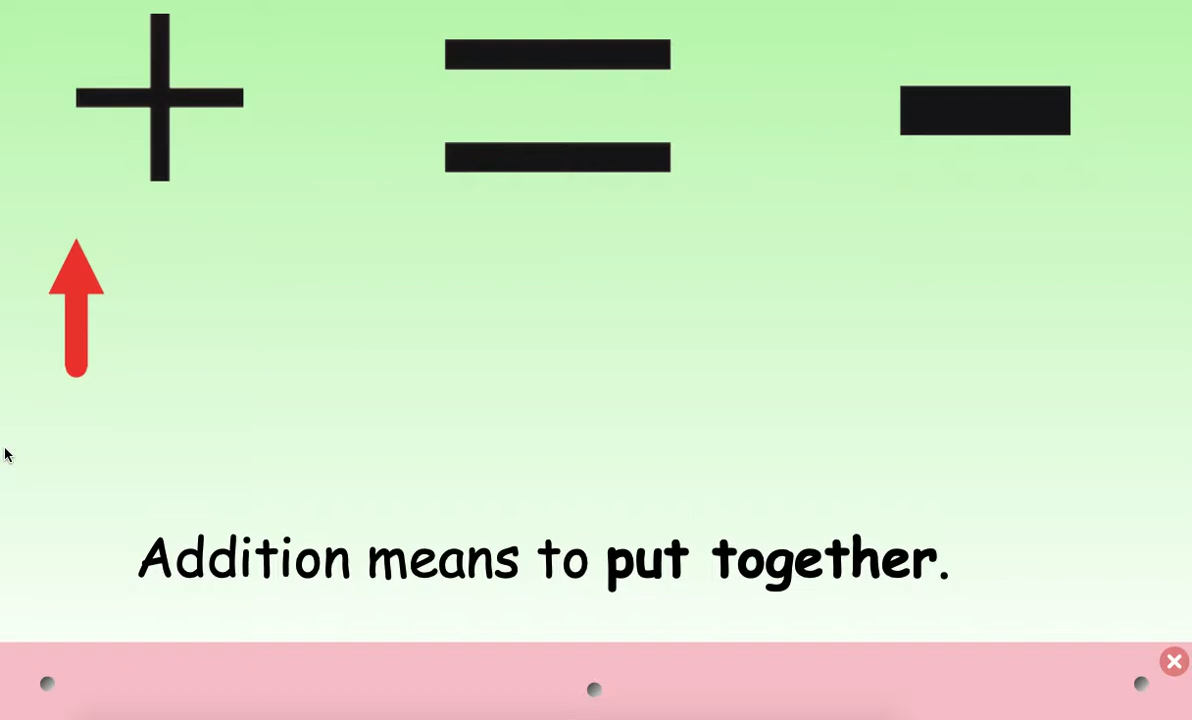 + = -
Addition means to put together.